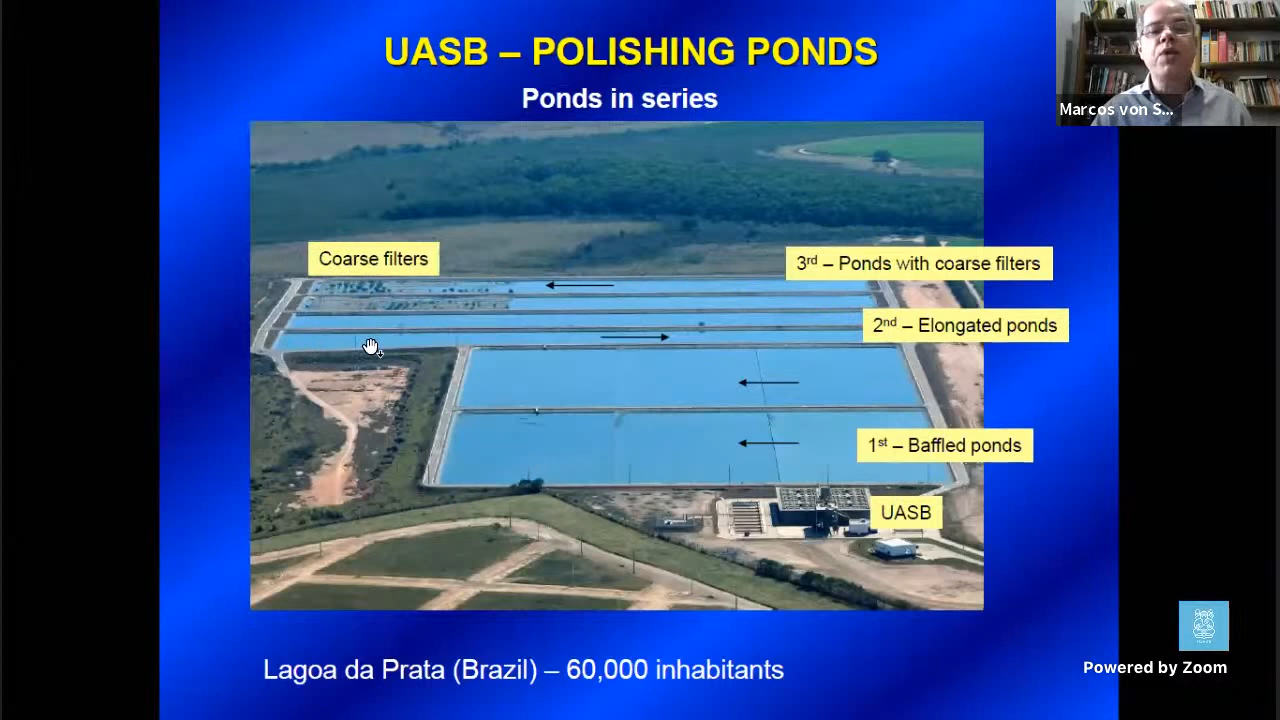 UASB – POLISHING PONDS
Ponds in series
Marcos von S...
Coarse filters
3rd – Ponds with coarse filters
2nd – Elongated ponds
1st – Baffled ponds
UASB
Lagoa da Prata (Brazil) – 60,000 inhabitants
Powered by Zoom